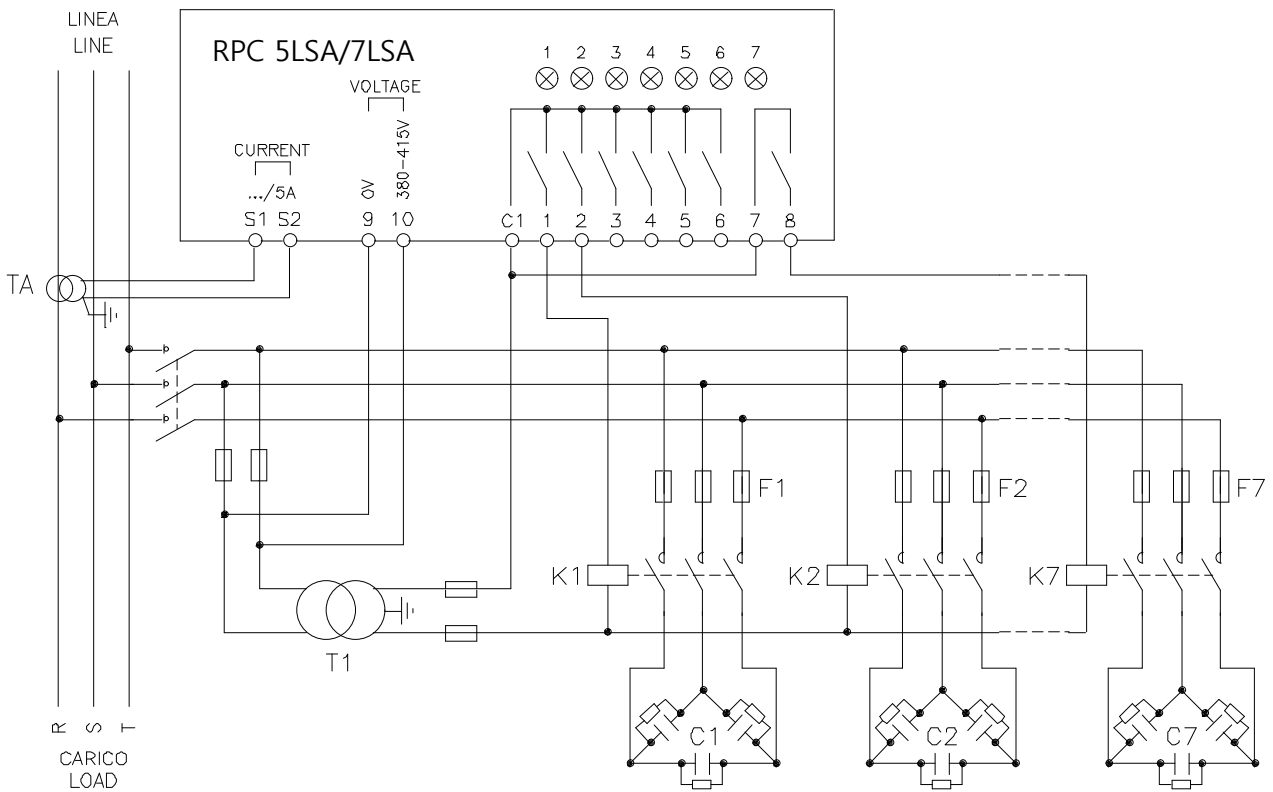 LINEA
LINE
RPC 5LSA/7LSA
1 2 3 4 5 6 7
VOLTAGE
CURRENT
.../5A
0V
380-415V
S1 S2 9 10 C1 1 2 3 4 5 6 7 8
TA
F1 F2 F7
K1 K2 K7
T1
R S T
C1 C2 C7
CARICO
LOAD